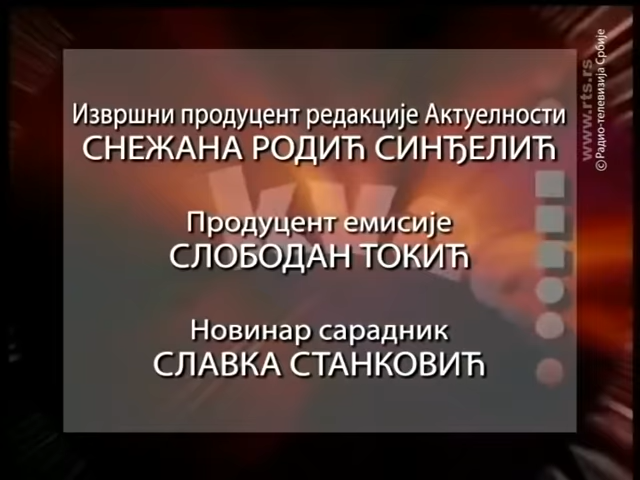 Извршни продуцент редакције Актуелности
СНЕЖАНА РОДИЋ СИНЂЕЛИЋ
Продуцент емисије
СЛОБОДАН ТОКИЋ
Новинар сарадник
СЛАВКА СТАНКОВИЋ
www.rts.rs
©Радио-телевизија Србије